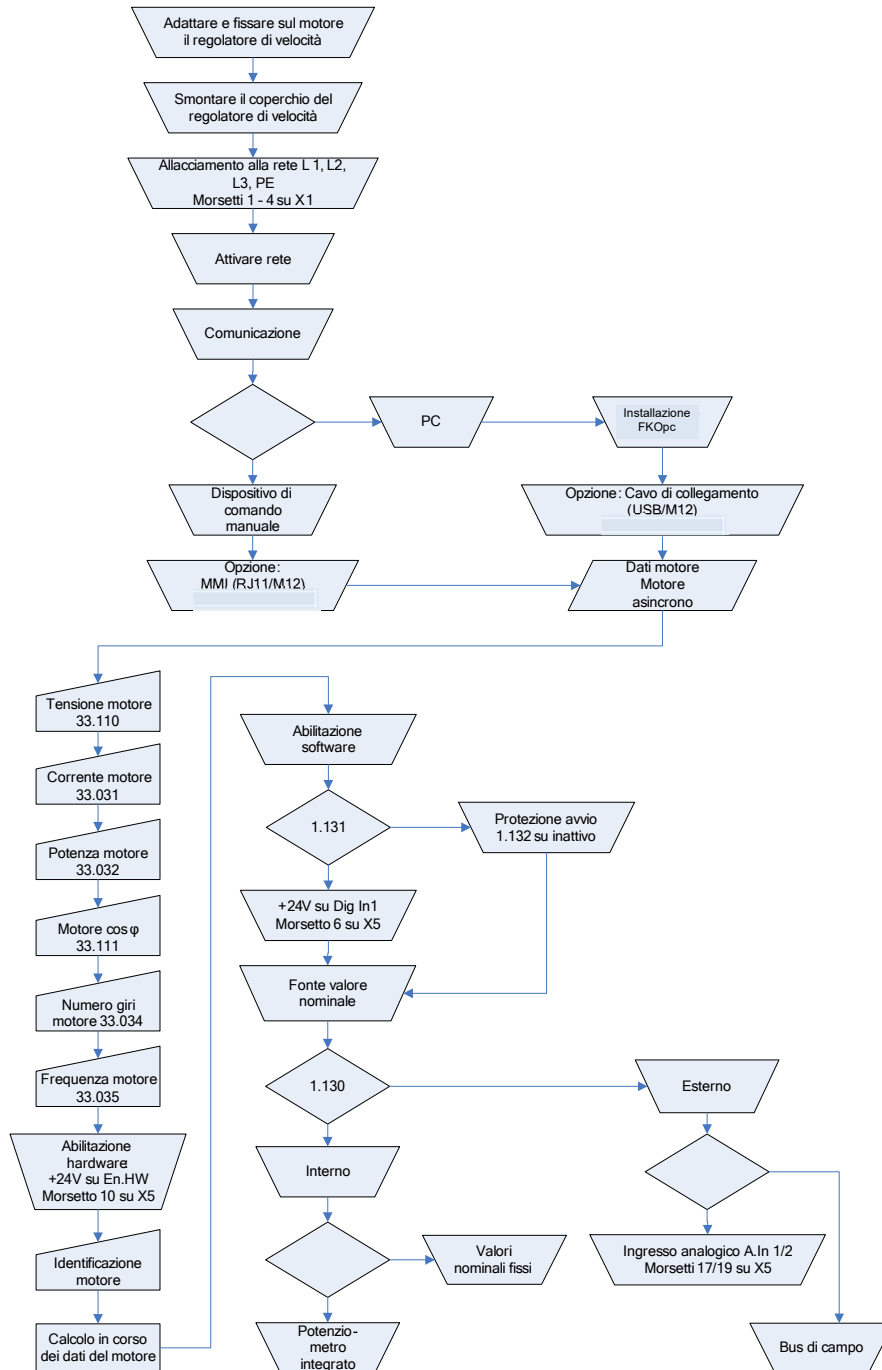 Adattare e fissare sul motore
il regolatore di velocità
Smontare il coperchio del
regolatore di velocità
Allacciamento alla rete L 1, L2,
L3, PE
Morsetti 1 - 4 su X1
Attivare rete
Comunicazione
PC
Installazione
FKOpc
Dispositivo di
comando
manuale
Opzione: Cavo di collegamento
(USB/M12)
Opzione:
MMI (RJ11/M12)
Dati motore
Motore
asincrono
Tensione motore
33.110
Corrente motore
33.031
Potenza motore
33.032
Motore cos φ
33.111
Numero giri
motore 33.034
Frequenza motore
33.035
Abilitazione
hardware:
+24V su En.HW
Morsetto 10 su X5
Identificazione
motore
Calcolo in corso
dei dati del motore
Abilitazione
software
1.131
Protezione avvio
1.132 su inattivo
+24V su Dig In1
Morsetto 6 su X5
Fonte valore
nominale
1.130
Esterno
Interno
Valori
nominali fissi
Ingresso analogico A.In 1/2
Morsetti 17/19 su X5
Potenzio-
metro
integrato
Bus di campo